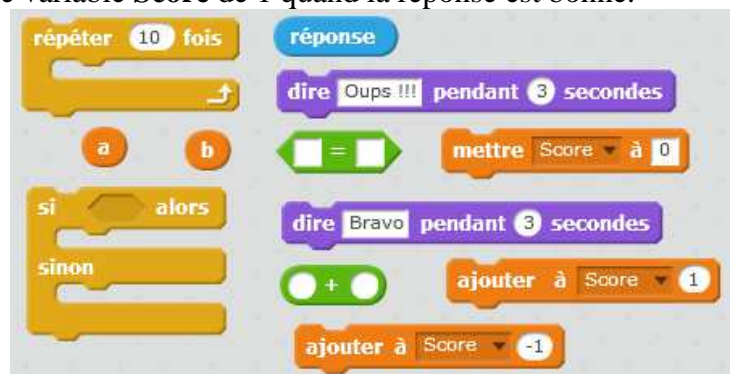 e variable Score de 1 quand la réponse est bonne.
répéter 10 fois
réponse
dire Oups !!! pendant 3 secondes
a
b
=
mettre Score à 0
si alors
dire Bravo pendant 3 secondes
sinon
+
ajouter à Score 1
ajouter à Score -1